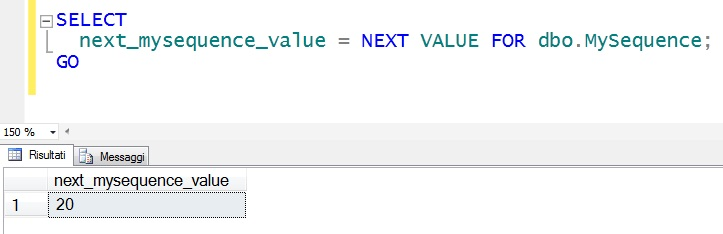 SELECT
next_mysequence_value = NEXT VALUE FOR dbo.MySequence;
GO
150 %
Risultati Messaggi
next_mysequence_value
1 20